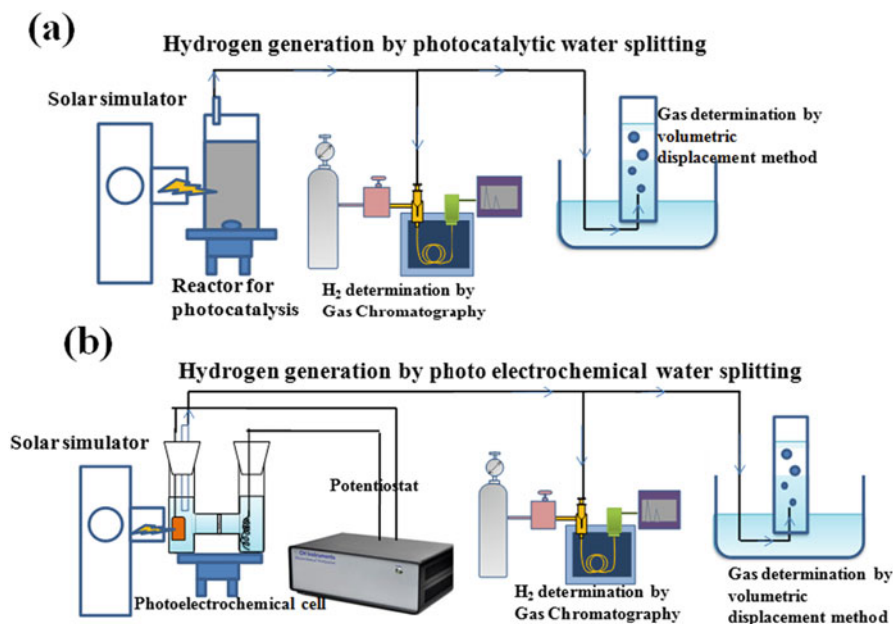 (a)
Hydrogen generation by photocatalytic water splitting
Solar simulator
Gas determination by
volumetric
displacement method
Reactor for
photocatalysis
H₂ determination by
Gas Chromatography
(b)
Hydrogen generation by photo electrochemical water splitting
Solar simulator
Potentiostat
CH Instruments
Photoelectrochemical cell
H₂ determination by
Gas Chromatography
Gas determination by
volumetric
displacement method